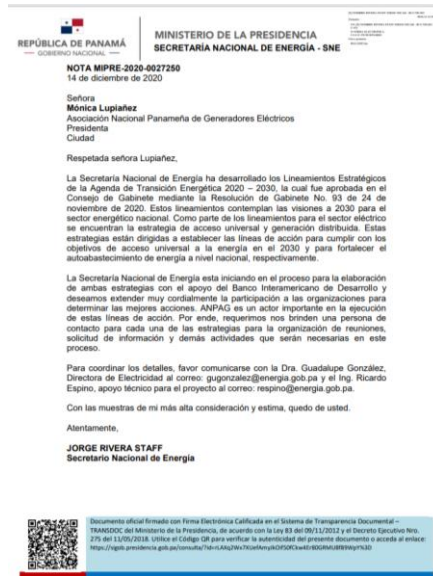 REPÚBLICA DE PANAMÁ
— GOBIERNO NACIONAL —
MINISTERIO DE LA PRESIDENCIA
SECRETARÍA NACIONAL DE ENERGÍA - SNE
NOTA MIPRE-2020-0027250
14 de diciembre de 2020
Señora
Mónica Lupiañez
Asociación Nacional Panameña de Generadores Eléctricos
Presidenta
Ciudad
Respetada señora Lupiañez,
La Secretaría Nacional de Energía ha desarrollado los Lineamientos Estratégicos
de la Agenda de Transición Energética 2020 – 2030, la cual fue aprobada en el
Consejo de Gabinete mediante la Resolución de Gabinete No. 93 de 24 de
noviembre de 2020. Estos lineamientos contemplan las visiones a 2030 para el
sector energético nacional. Como parte de los lineamientos para el sector eléctrico
se encuentran la estrategia de acceso universal y generación distribuida. Estas
estrategias están dirigidas a establecer las líneas de acción para cumplir con los
objetivos de acceso universal a la energía en el 2030 y para fortalecer el
autoabastecimiento de energía a nivel nacional, respectivamente.
La Secretaría Nacional de Energía esta iniciando en el proceso para la elaboración
de ambas estrategias con el apoyo del Banco Interamericano de Desarrollo y
deseamos extender muy cordialmente la participación a las organizaciones para
determinar las mejores acciones. ANPAG es un actor importante en la ejecución
de estas líneas de acción. Por ende, requerimos nos brinden una persona de
contacto para cada una de las estrategias para la organización de reuniones,
solicitud de información y demás actividades que serán necesarias en este
proceso.
Para coordinar los detalles, favor comunicarse con la Dra. Guadalupe González,
Directora de Electricidad al correo: gugonzalez@energia.gob.pa y el Ing. Ricardo
Espino, apoyo técnico para el proyecto al correo: respino@energia.gob.pa.
Con las muestras de mi más alta consideración y estima, quedo de usted.
Atentamente,
JORGE RIVERA STAFF
Secretario Nacional de Energía
Documento oficial firmado con Firma Electrónica Calificada en el Sistema de Transparencia Documental –
TRANSDOC del Ministerio de la Presidencia, de acuerdo con la Ley 83 del 09/11/2012 y el Decreto Ejecutivo Nro.
275 del 11/05/2018. Utilice el Código QR para verificar la autenticidad del presente documento o acceda al enlace: